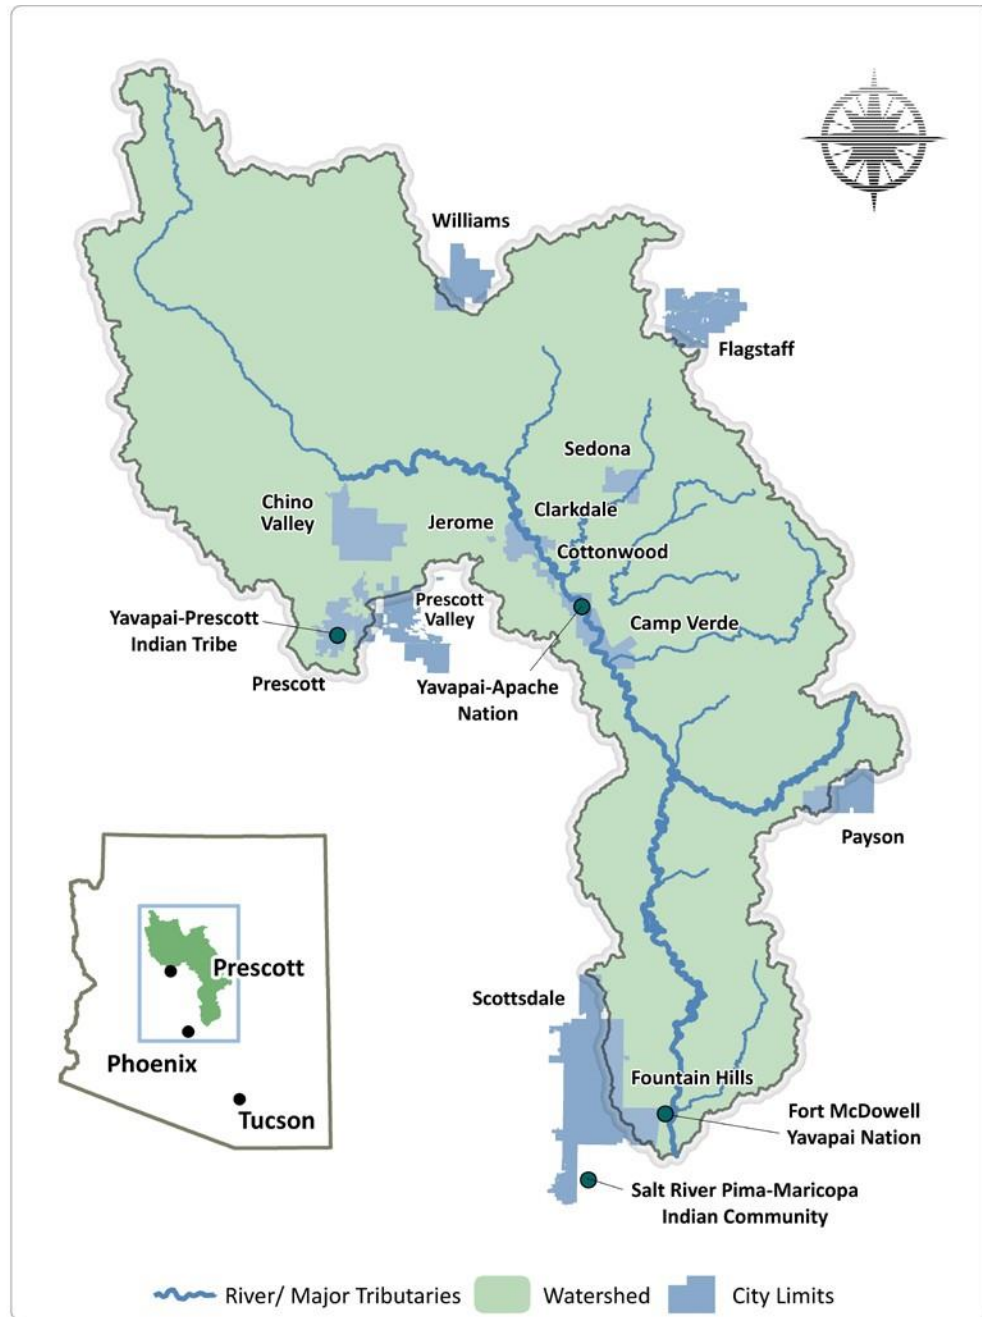 Williams
Flagstaff
Sedona
Chino
Valley
Jerome
Clarkdale
Cottonwood
Yavapai-Prescott
Indian Tribe
Prescott
Valley
Camp Verde
Prescott
Yavapai-Apache
Nation
Payson
Prescott
Phoenix
Tucson
Scottsdale
Fountain Hills
Fort McDowell
Yavapai Nation
Salt River Pima-Maricopa
Indian Community
River/ Major Tributaries
Watershed
City Limits